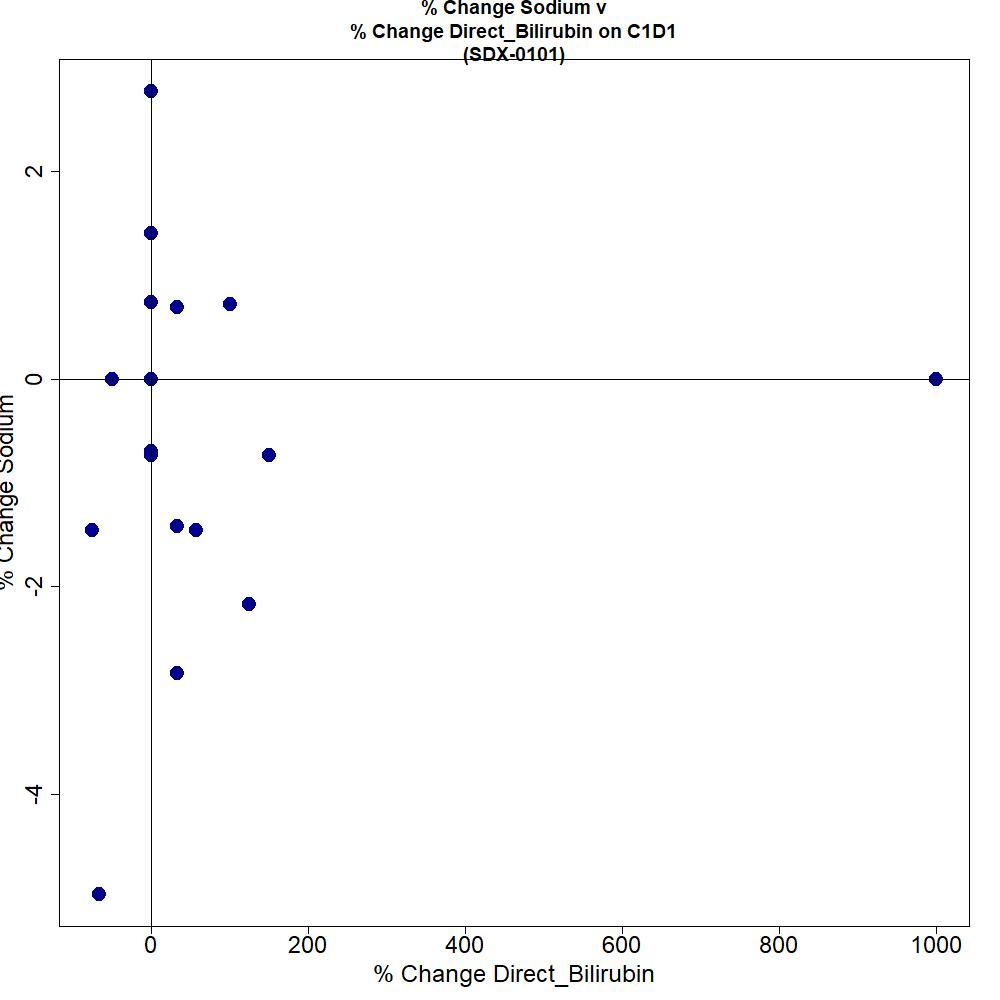 % Change Sodium v
% Change Direct_Bilirubin on C1D1
(SDX-0101)
2
0
-2
-4
% Change Sodium
0
200
400
600
800
1000
% Change Direct_Bilirubin